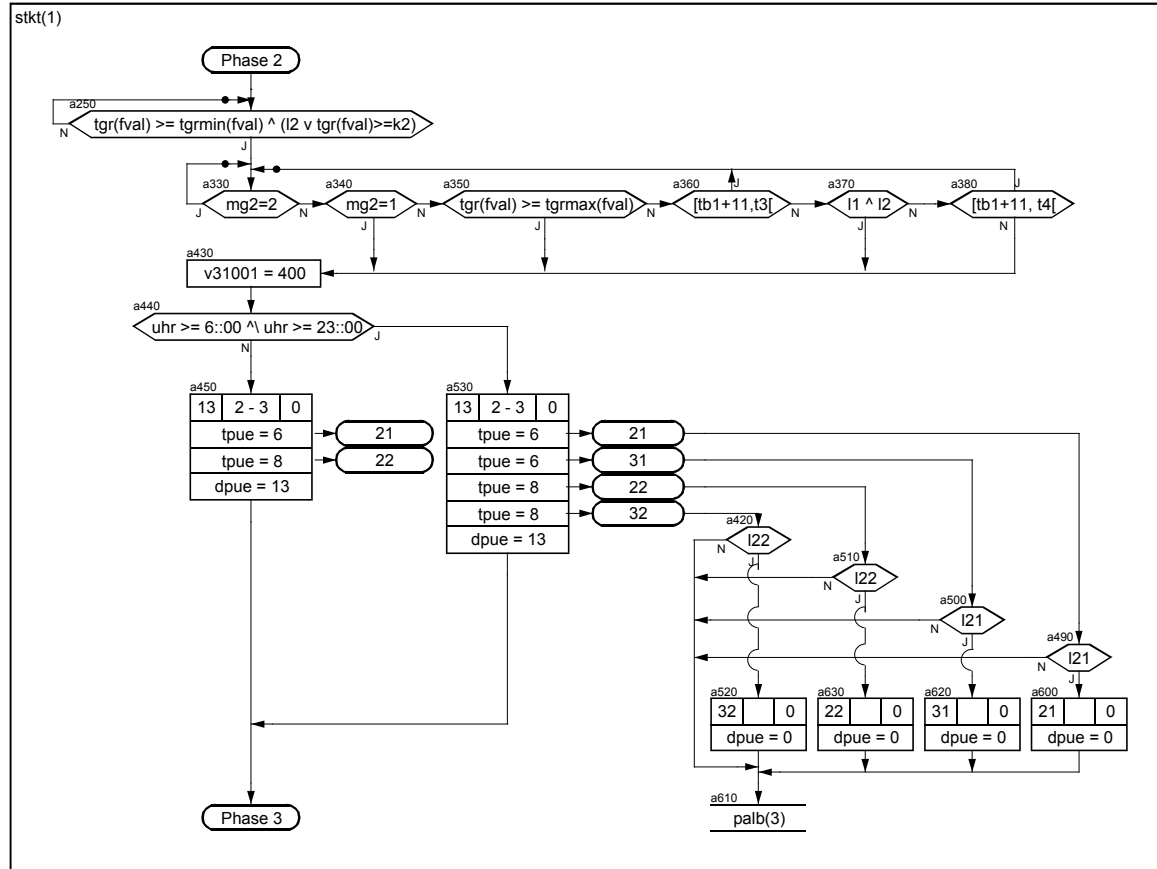 stkt(1)
Phase 2
a250
tgr(fval) >= tgrmin(fval) ^ (l2 v tgr(fval)>=k2)
N
J
a330
mg2=2
J
N
a340
mg2=1
N
J
a350
tgr(fval) >= tgrmax(fval)
N
J
a360
[tb1+11,t3[
J
N
a370
l1 ^ l2
N
J
a380
[tb1+11, t4[
J
N
a430
v31001 = 400
a440
uhr >= 6::00 ^\ uhr >= 23::00
J
N
a450
13 2 - 3 0
tpue = 6 21
tpue = 8 22
dpue = 13
a530
13 2 - 3 0
tpue = 6 21
tpue = 6 31
tpue = 8 22
tpue = 8 32
dpue = 13
a420
l22
N
J
a510
l22
N
J
a500
l21
N
J
a490
l21
N
J
a520
32 0
dpue = 0
a630
22 0
dpue = 0
a620
31 0
dpue = 0
a600
21 0
dpue = 0
a610
palb(3)
Phase 3